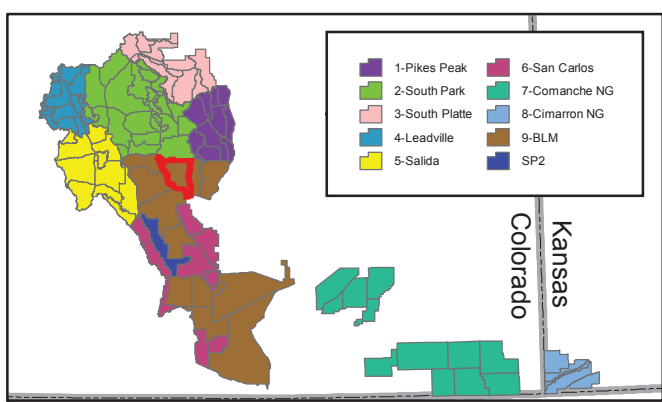 1-Pikes Peak
2-South Park
3-South Platte
4-Leadville
5-Salida
6-San Carlos
7-Comanche NG
8-Cimarron NG
9-BLM
SP2
Kansas
Colorado